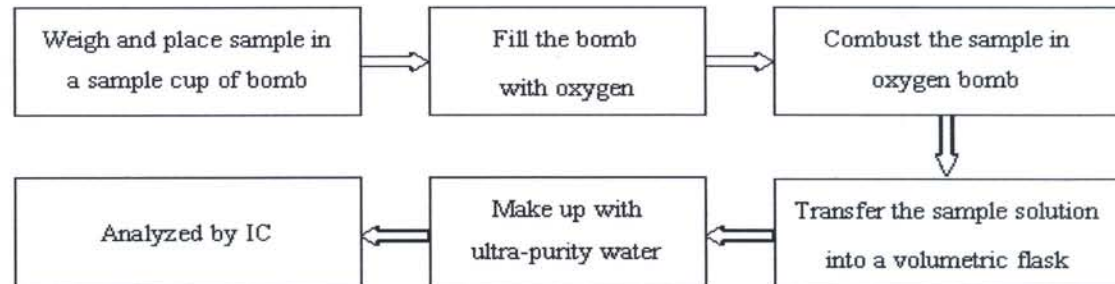 Weigh and place sample in
a sample cup of bomb
Fill the bomb
with oxygen
Combust the sample in
oxygen bomb
Transfer the sample solution
into a volumetric flask
Make up with
ultra-purity water
Analyzed by IC